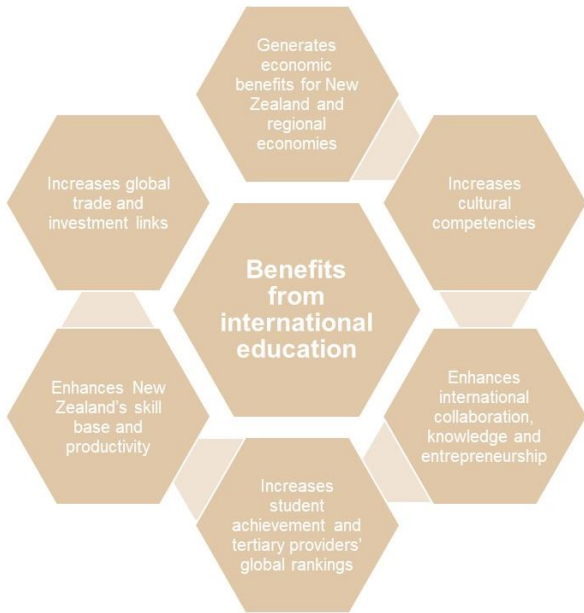 Generates
economic
benefits for New
Zealand and
regional
economies
Increases
cultural
competencies
Enhances
international
collaboration,
knowledge and
entrepreneurship
Increases
student
achievement and
tertiary providers'
global rankings
Enhances New
Zealand's skill
base and
productivity
Increases global
trade and
investment links
Benefits
from
international
education